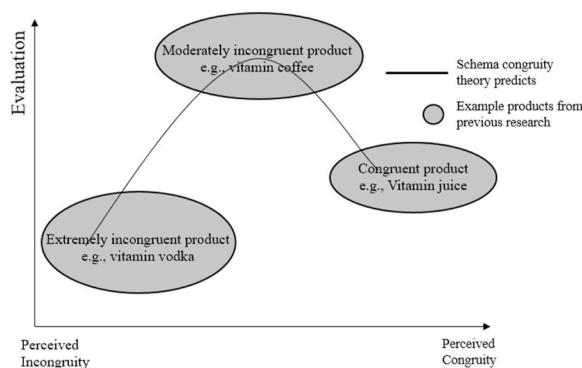 Evaluation
Moderately incongruent product
e.g., vitamin coffee
Schema congruity
theory predicts
Example products from
previous research
Congruent product
e.g., Vitamin juice
Extremely incongruent product
e.g., vitamin vodka
Perceived
Incongruity
Perceived
Congruity